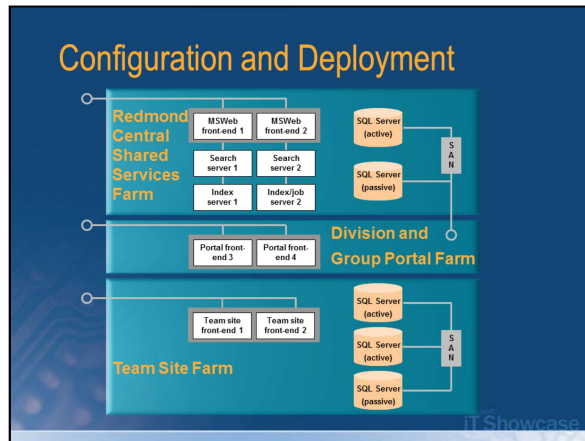 Configuration and Deployment
Redmond
Central
Shared
Services
Farm
MSWeb
front-end 1
MSWeb
front-end 2
Search
server 1
Search
server 2
Index
server 1
Index/job
server 2
SQL Server
(active)
SQL Server
(passive)
S
A
N
Portal front-
end 3
Portal front-
end 4
Division and
Group Portal Farm
Team site
front-end 1
Team site
front-end 2
Team Site Farm
SQL Server
(active)
SQL Server
(active)
SQL Server
(passive)
S
A
N
IT Showcase